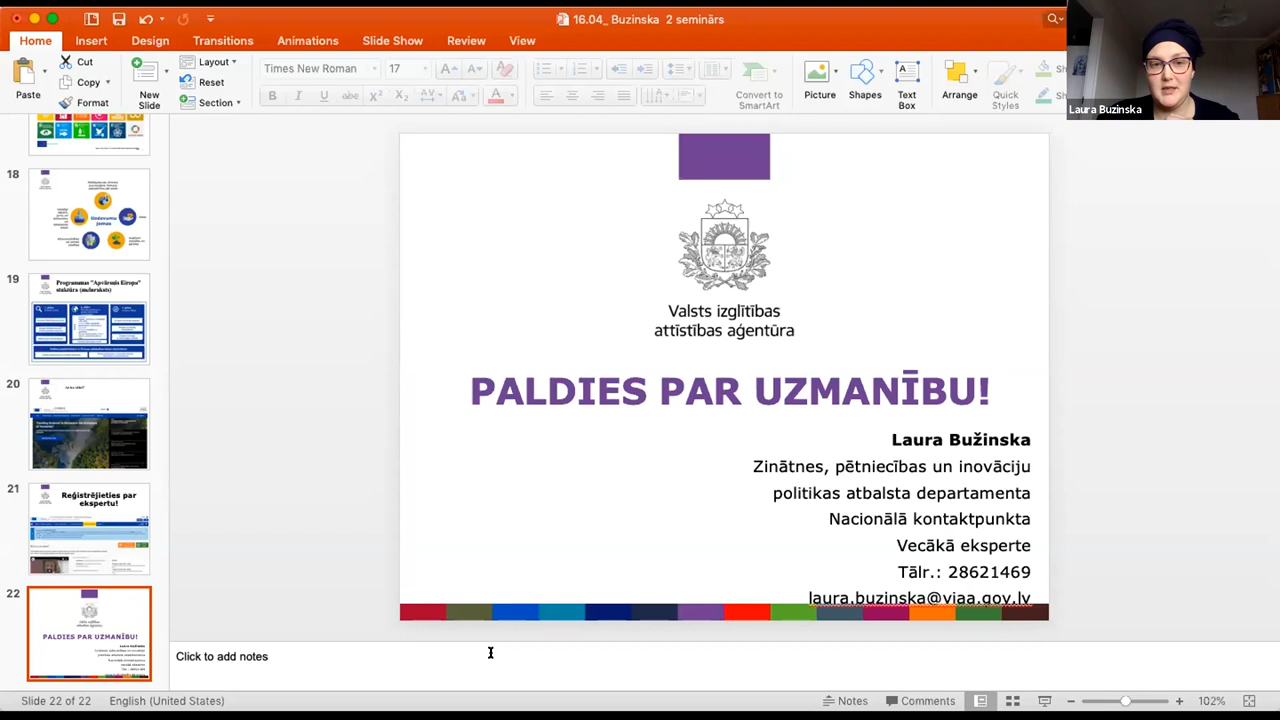 16.04_ Buzinska 2 seminārs
Home Insert Design Transitions Animations Slide Show Review View
Paste
Cut
Copy
Format
New Slide
Layout
Reset
Section
Times New Roman 17
Convert to SmartArt
Picture
Shapes
Text Box
Arrange
Quick Styles
Laura Buzinska
18
19
Programmas "Apvārsnis Eiropa"
20
21
Reģistrējieties par
ekspertu!
22
PALDIES PAR UZMANĪBU!
Valsts izglītības
attīstības aģentūra
PALDIES PAR UZMANĪBU!
Laura Bužinska
Zinātnes, pētniecības un inovāciju
politikas atbalsta departamenta
Nacionālā kontaktpunkta
Vecākā eksperte
Tālr.: 28621469
laura.buzinska@viaa.gov.lv
Click to add notes
Slide 22 of 22 English (United States) Notes Comments 102%